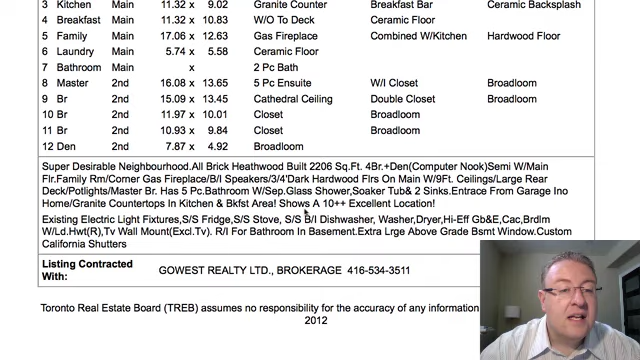 3 Kitchen Main 11.32 x 9.02 Granite Counter Breakfast Bar Ceramic Backsplash
4 Breakfast Main 11.32 x 10.83 W/O To Deck Ceramic Floor
5 Family Main 17.06 x 12.63 Gas Fireplace Combined W/Kitchen Hardwood Floor
6 Laundry Main 5.74 x 5.58 Ceramic Floor
7 Bathroom Main x 2 Pc Bath
8 Master 2nd 16.08 x 13.65 5 Pc Ensuite W/I Closet Broadloom
9 Br 2nd 15.09 x 13.45 Cathedral Ceiling Double Closet Broadloom
10 Br 2nd 11.97 x 10.01 Closet Broadloom
11 Br 2nd 10.93 x 9.84 Closet Broadloom
12 Den 2nd 7.87 x 4.92 Broadloom
Super Desirable Neighbourhood.All Brick Heathwood Built 2206 Sq.Ft. 4Br.+Den(Computer Nook)Semi W/Main
Flr.Family Rm/Corner Gas Fireplace/B/I Speakers/3/4'Dark Hardwood Flrs On Main W/9Ft. Ceilings/Large Rear
Deck/Potlights/Master Br. Has 5 Pc.Bathroom W/Sep.Glass Shower,Soaker Tub& 2 Sinks.Entrace From Garage Ino
Home/Granite Countertops In Kitchen & Bkfst Area! Shows A 10++ Excellent Location!
Existing Electric Light Fixtures,S/S Fridge,S/S Stove, S/S B/I Dishwasher, Washer,Dryer,Hi-Eff Gb&E,Cac,Brdlm
W/Ld.Hwt(R),Tv Wall Mount(Excl.Tv). R/I For Bathroom In Basement.Extra Lrge Above Grade Bsmt Window.Custom
California Shutters
Listing Contracted With: GOWEST REALTY LTD., BROKERAGE 416-534-3511
Toronto Real Estate Board (TREB) assumes no responsibility for the accuracy of any information
2012